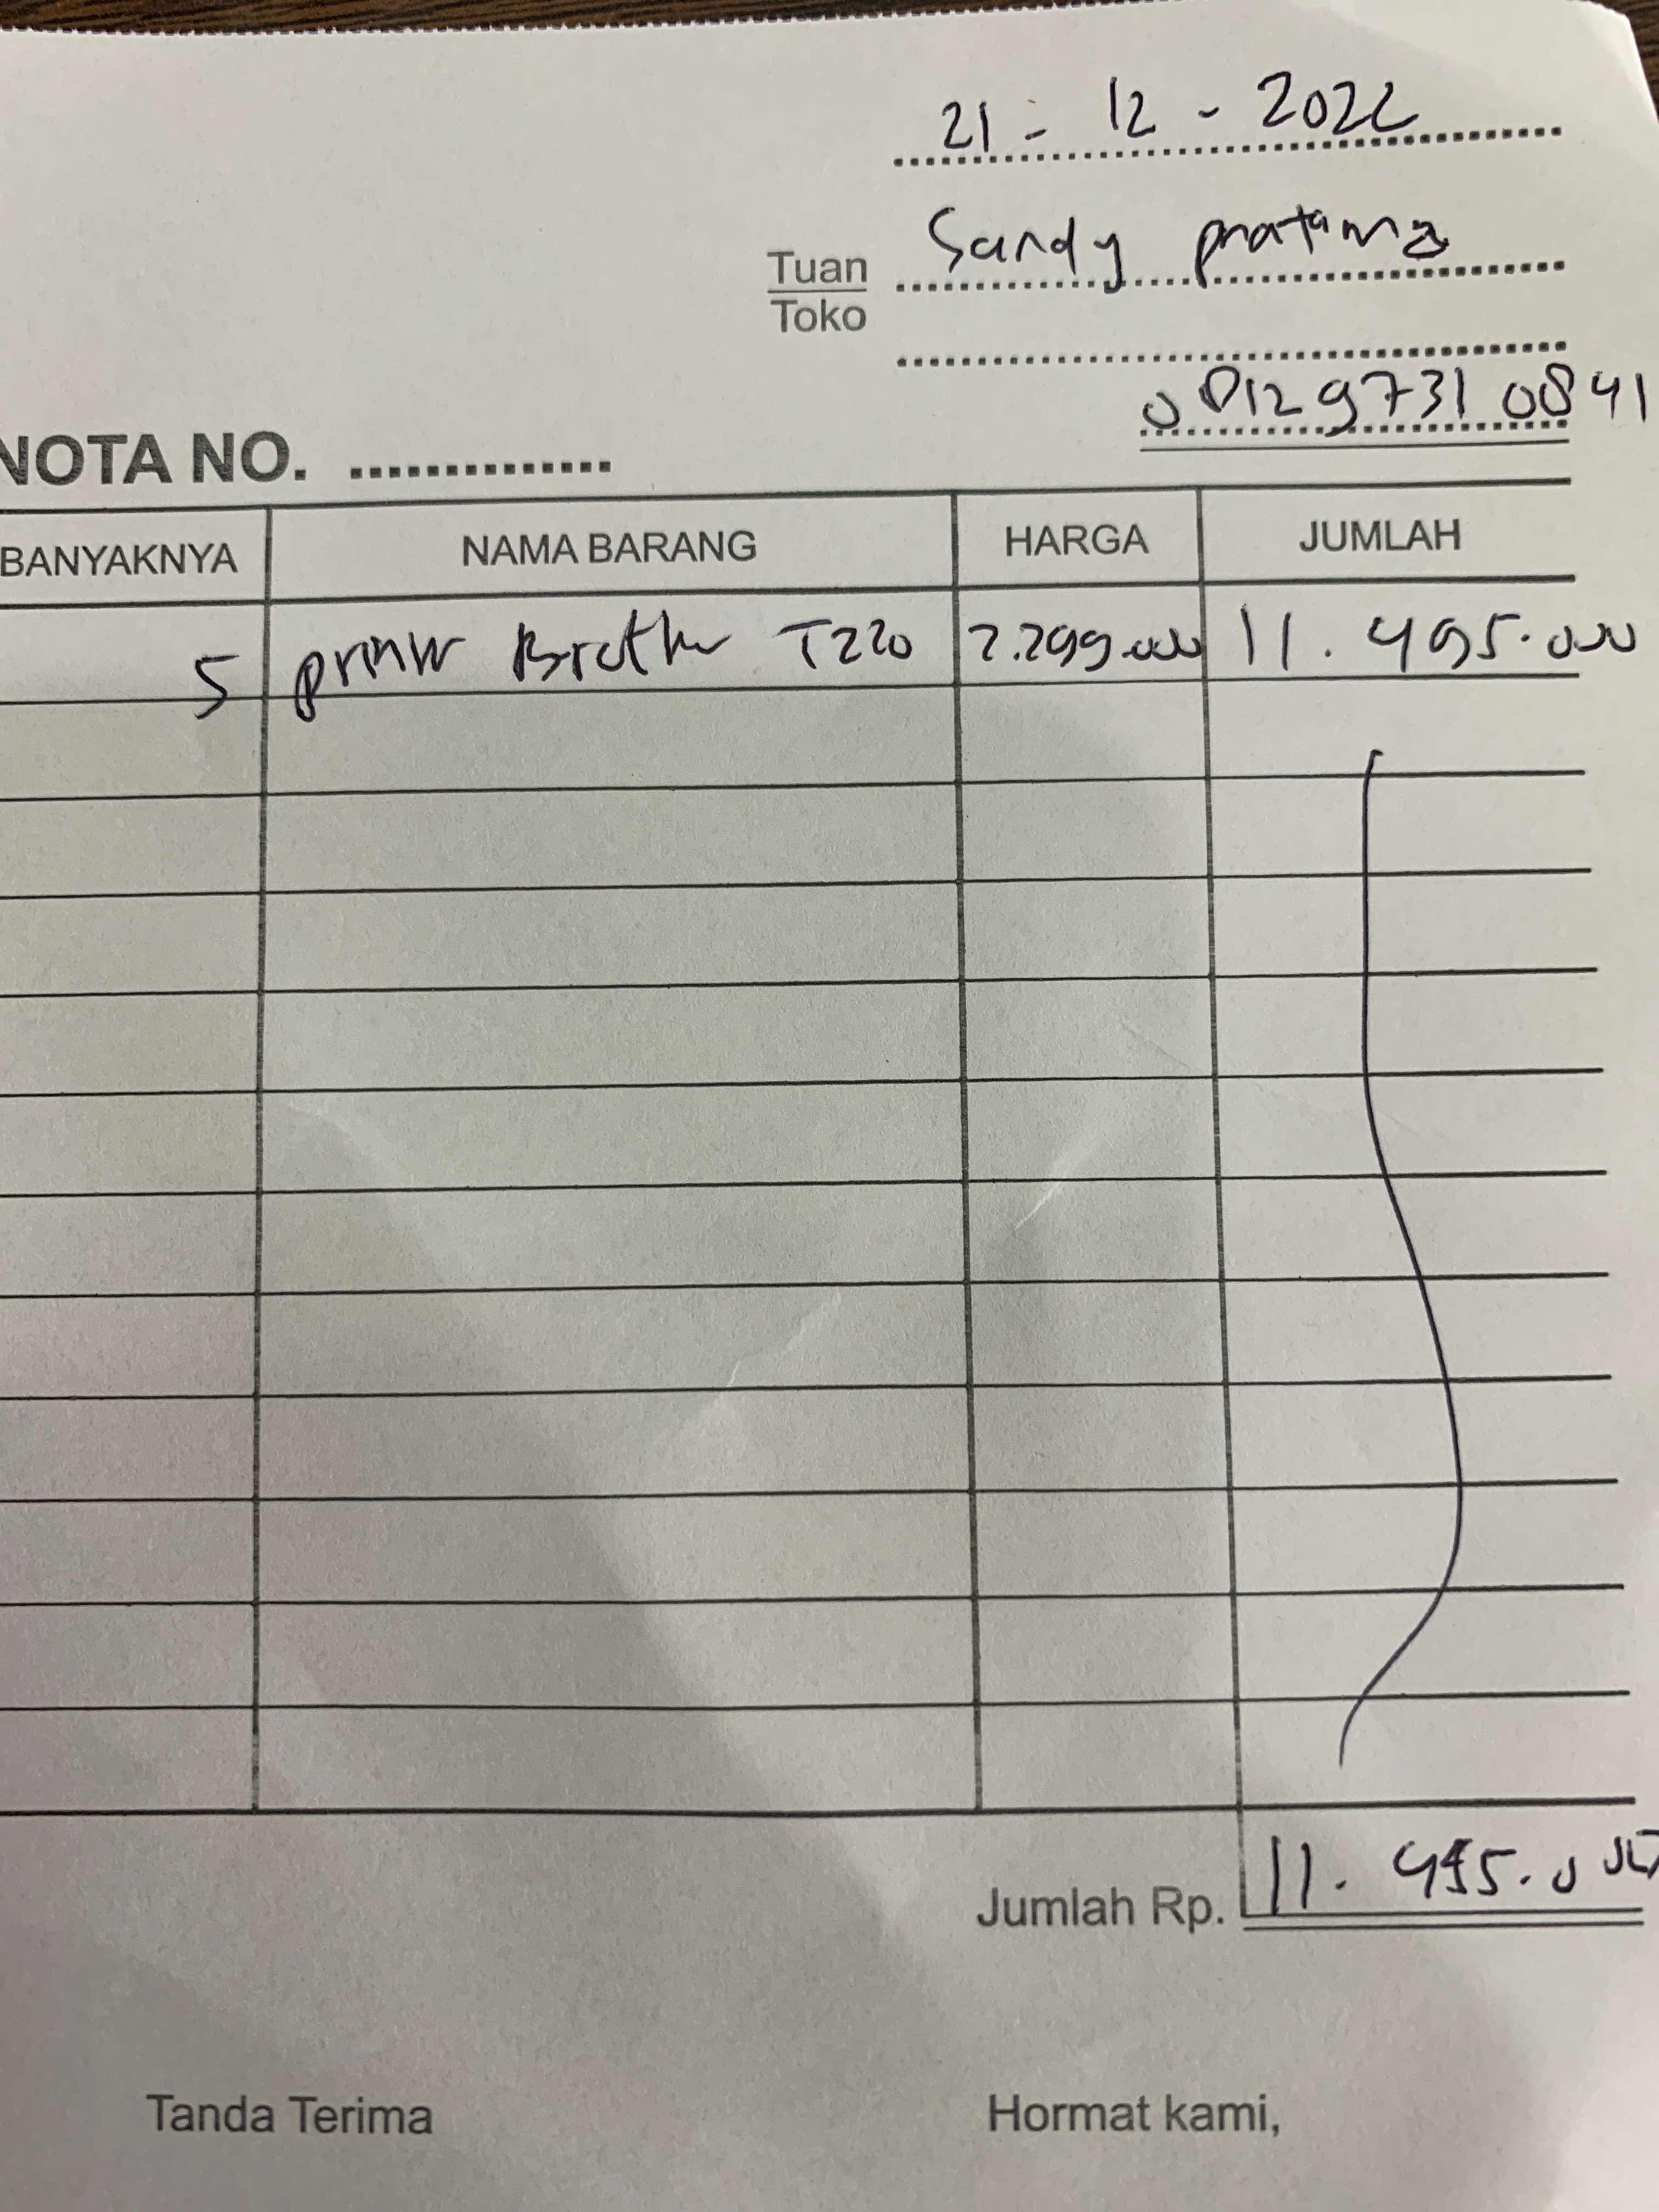 21 - 12 - 2022
Tuan Sandy pratama
Toko
0812 9731 0841
NOTA NO. ..............
BANYAKNYA NAMA BARANG HARGA JUMLAH
5 printer Brother T220 2.299.000 11.495.000
Jumlah Rp. 11.495.000
Tanda Terima Hormat kami,